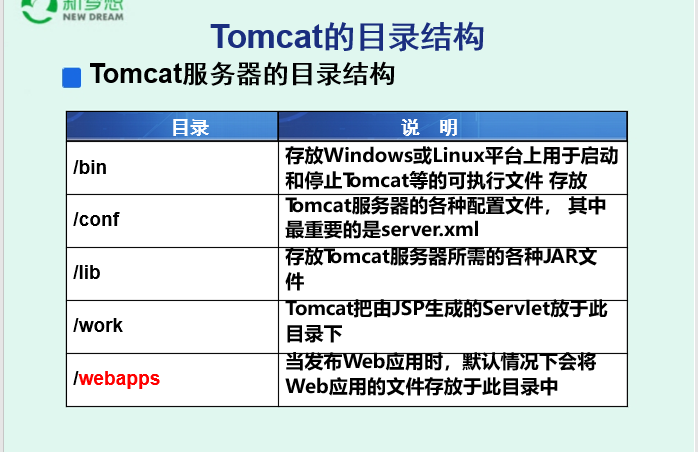 新梦想
NEW DREAM
Tomcat的目录结构
Tomcat服务器的目录结构
目录
说 明
/bin
存放Windows或Linux平台上用于启动
和停止Tomcat等的可执行文件 存放
/conf
Tomcat服务器的各种配置文件， 其中
最重要的是server.xml
/lib
存放Tomcat服务器所需的各种JAR文
件
/work
Tomcat把由JSP生成的Servlet放于此
目录下
/webapps
当发布Web应用时，默认情况下会将
Web应用的文件存放于此目录中